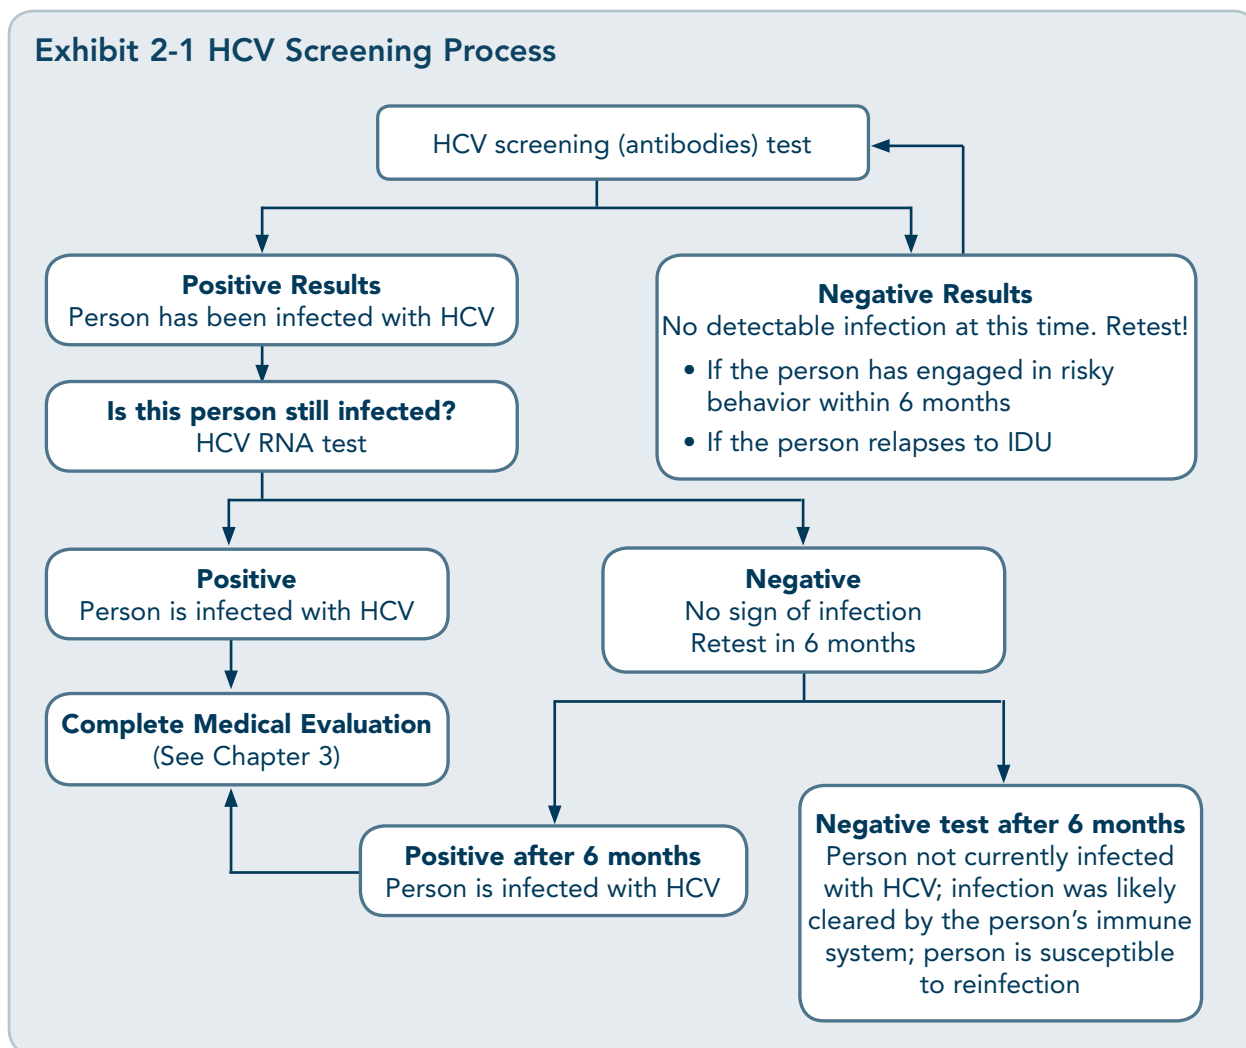 Exhibit 2-1 HCV Screening Process
HCV screening (antibodies) test
Positive Results
Person has been infected with HCV
Negative Results
No detectable infection at this time. Retest!
• If the person has engaged in risky
behavior within 6 months
• If the person relapses to IDU
Is this person still infected?
HCV RNA test
Positive
Person is infected with HCV
Negative
No sign of infection
Retest in 6 months
Complete Medical Evaluation
(See Chapter 3)
Positive after 6 months
Person is infected with HCV
Negative test after 6 months
Person not currently infected
with HCV; infection was likely
cleared by the person’s immune
system; person is susceptible
to reinfection